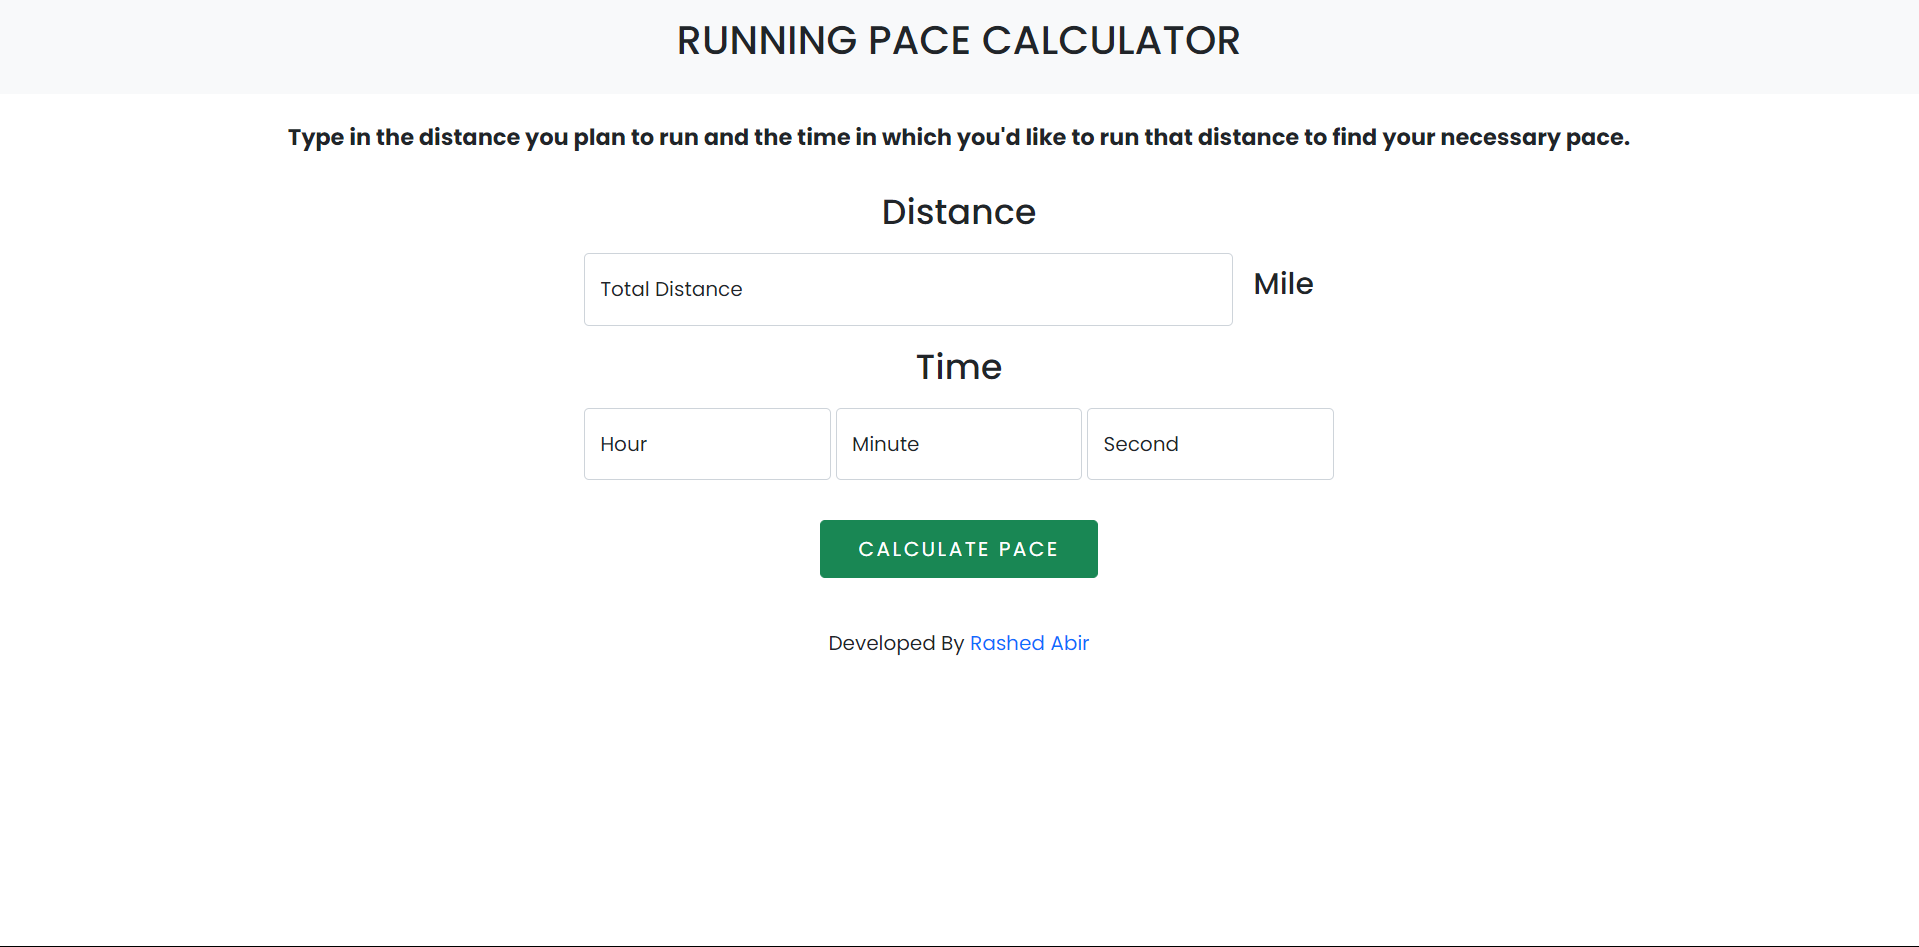 RUNNING PACE CALCULATOR
Type in the distance you plan to run and the time in which you'd like to run that distance to find your necessary pace.
Distance
Total Distance
Mile
Time
Hour Minute Second
CALCULATE PACE
Developed By Rashed Abir